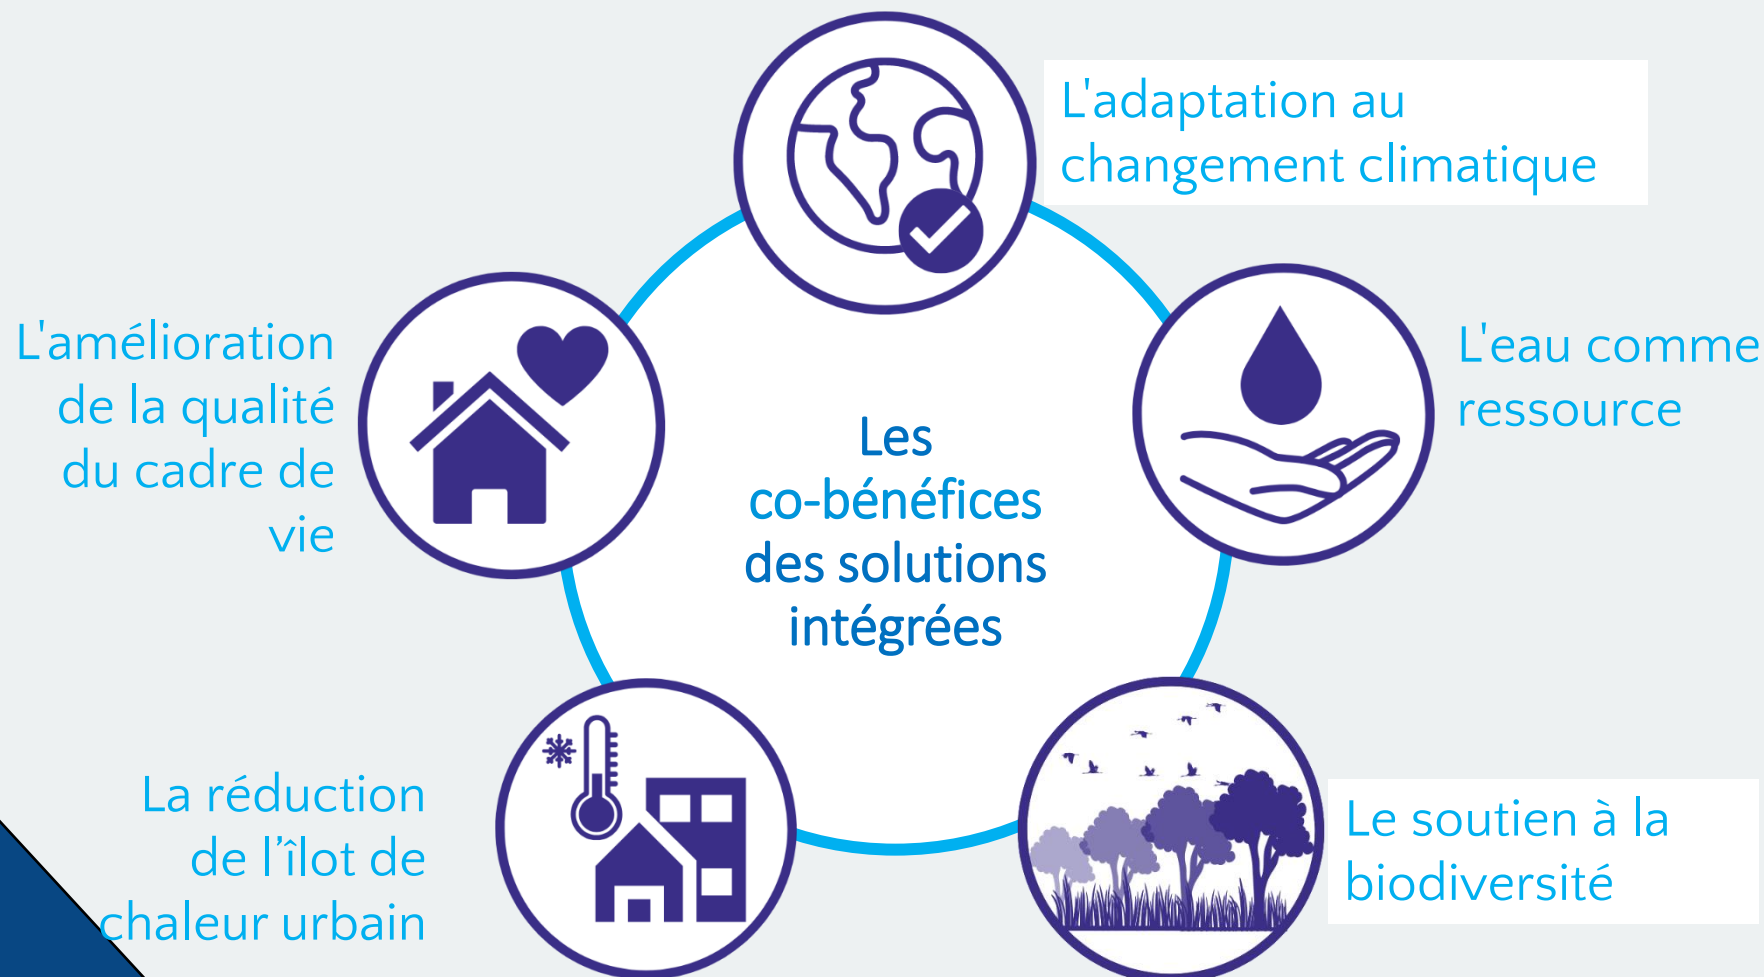 L'adaptation au
changement climatique
L'eau comme
ressource
Le soutien à la
biodiversité
La réduction
de l’îlot de
chaleur urbain
L'amélioration
de la qualité
du cadre de
vie
Les
co-bénéfices
des solutions
intégrées